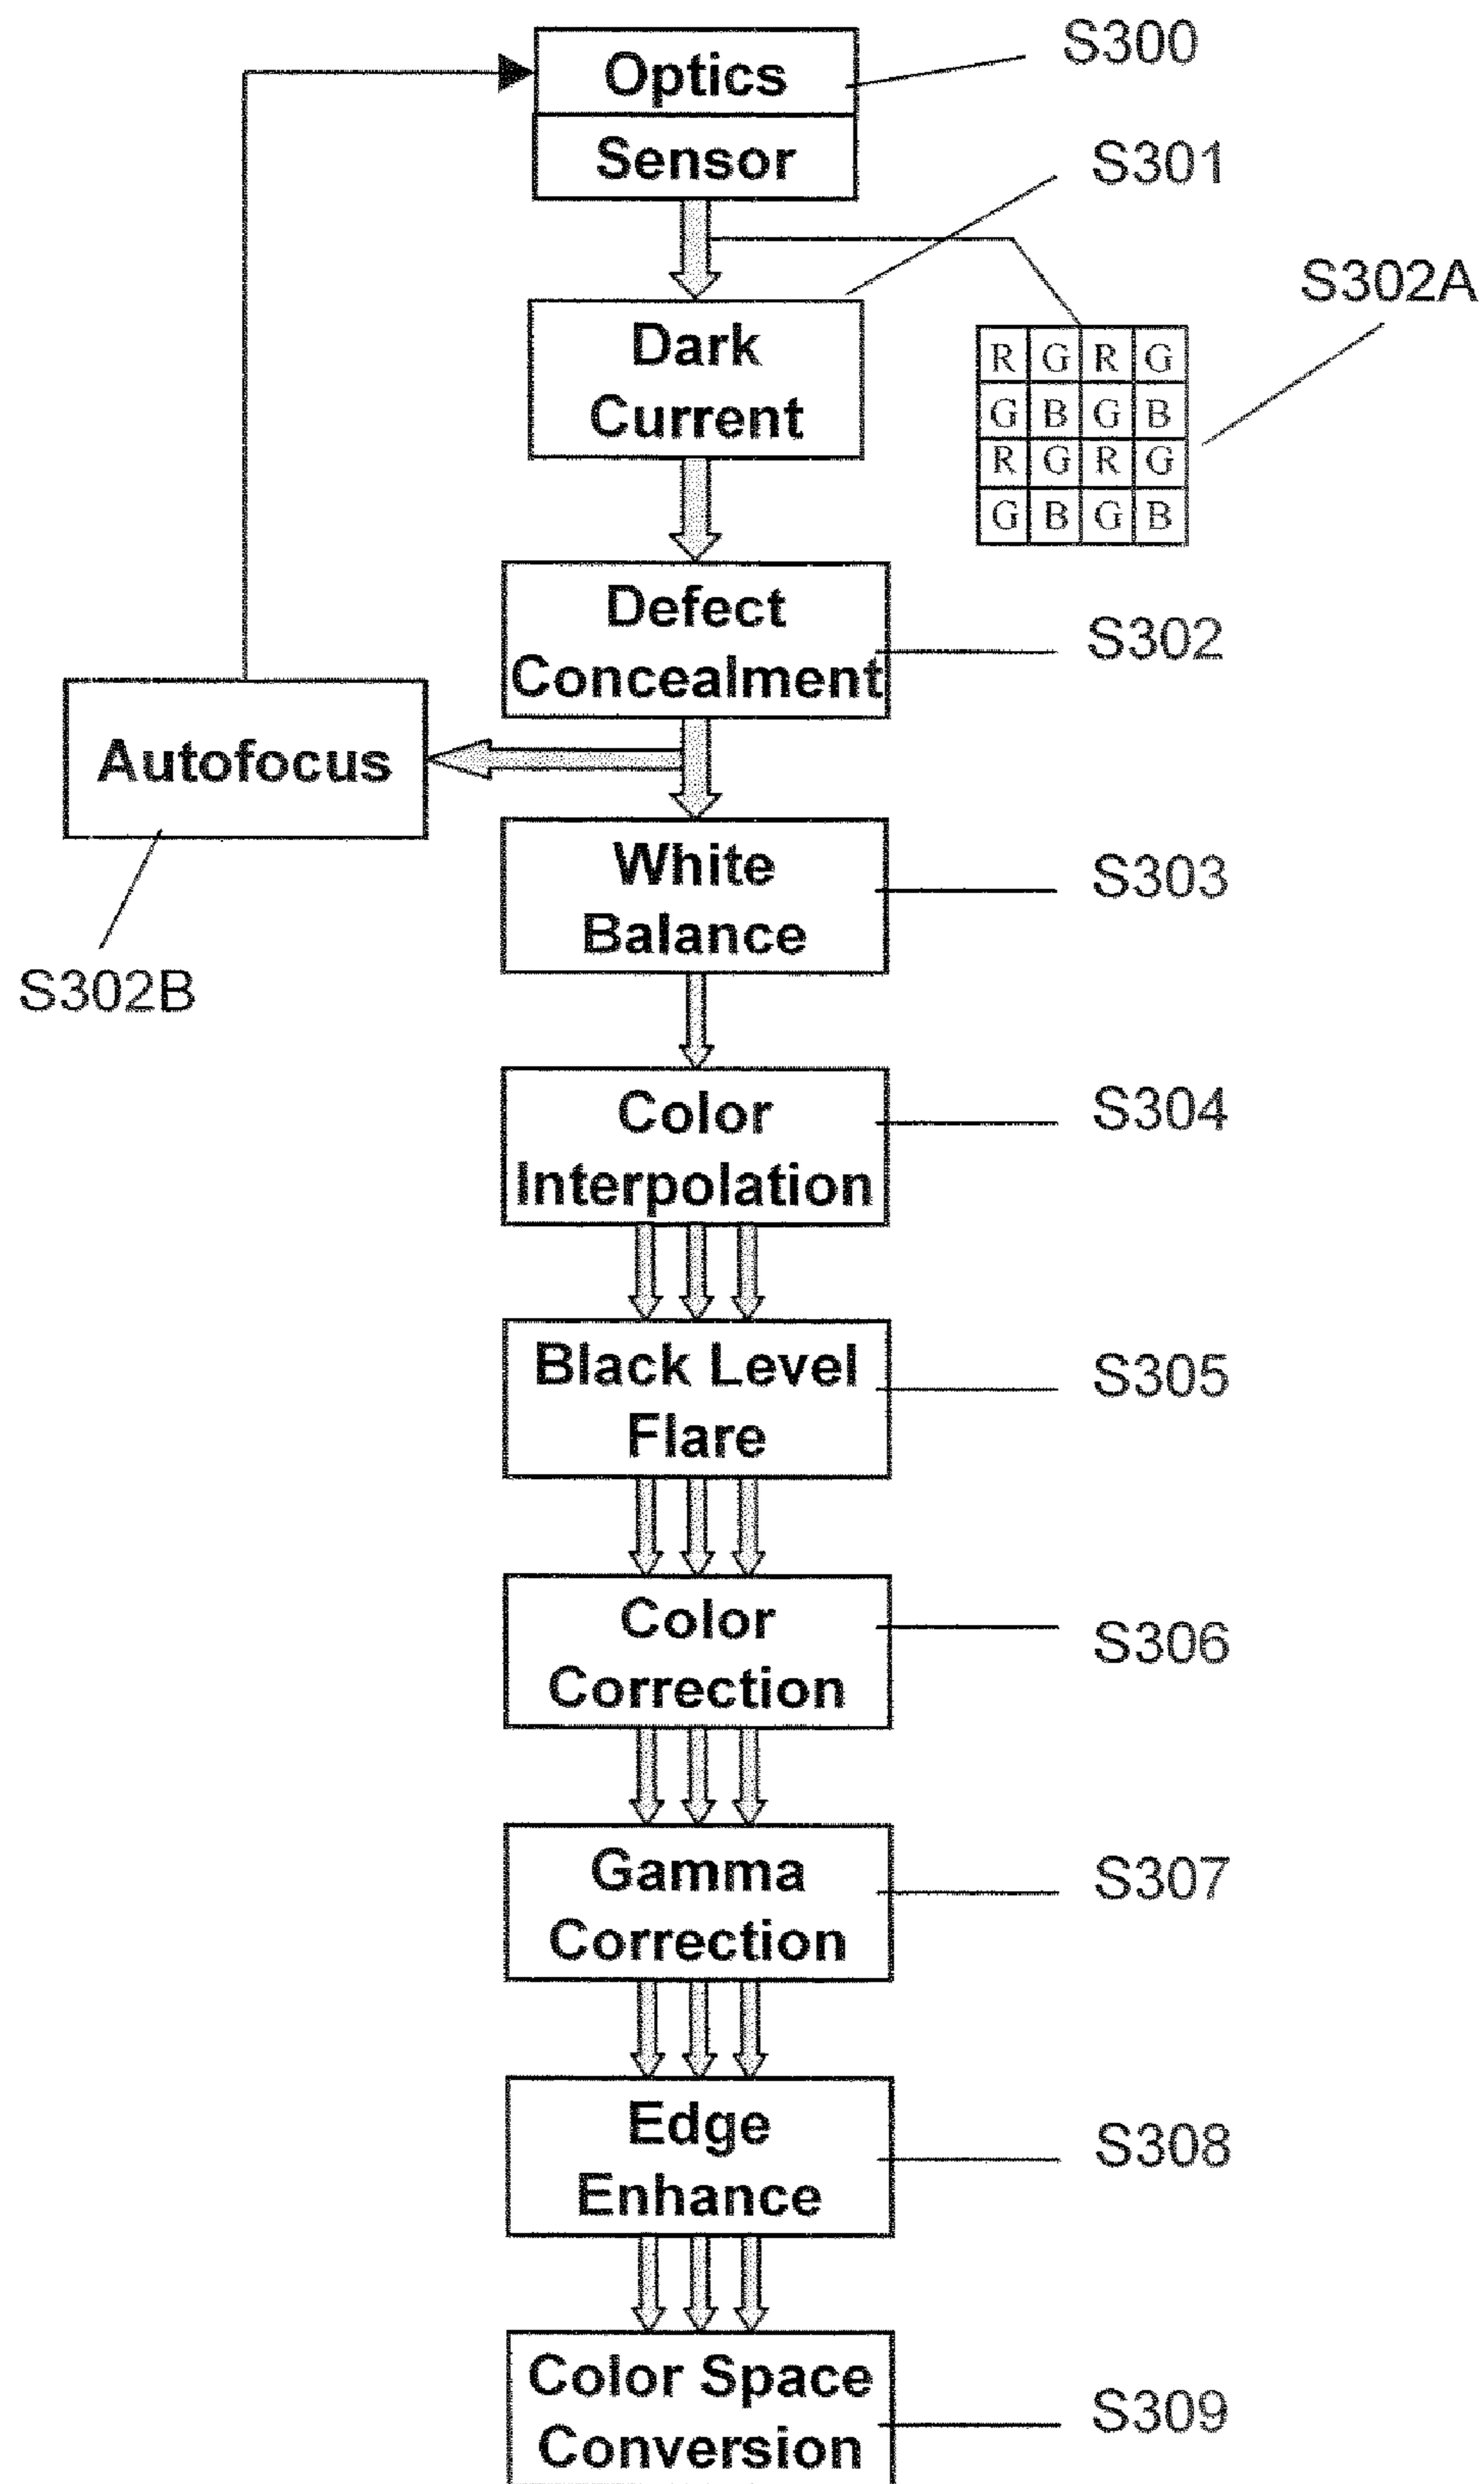 Optics
S300
Sensor
S301
S302A
Dark
Current
R G R G
G B G B
R G R G
G B G B
Defect
Concealment
S302
Autofocus
S302B
White
Balance
S303
Color
Interpolation
S304
Black Level
Flare
S305
Color
Correction
S306
Gamma
Correction
S307
Edge
Enhance
S308
Color Space
Conversion
S309